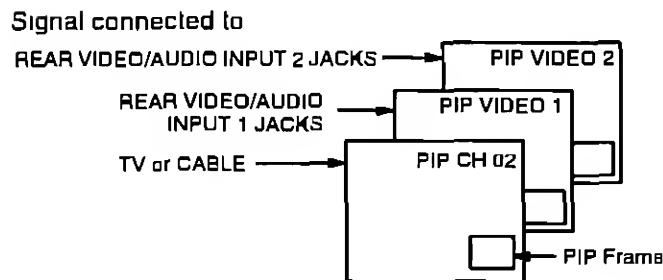 Signal connected to
REAR VIDEO/AUDIO INPUT 2 JACKS
PIP VIDEO 2
REAR VIDEO/AUDIO
INPUT 1 JACKS
PIP VIDEO 1
TV or CABLE
PIP CH 02
PIP Frame